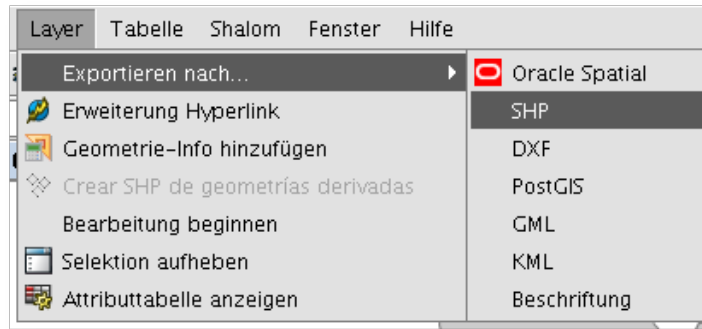 Layer Tabelle Shalom Fenster Hilfe
Exportieren nach...
Erweiterung Hyperlink
Geometrie-Info hinzufügen
Crear SHP de geometrías derivadas
Bearbeitung beginnen
Selektion aufheben
Attributtabelle anzeigen
Oracle Spatial
SHP
DXF
PostGIS
GML
KML
Beschriftung